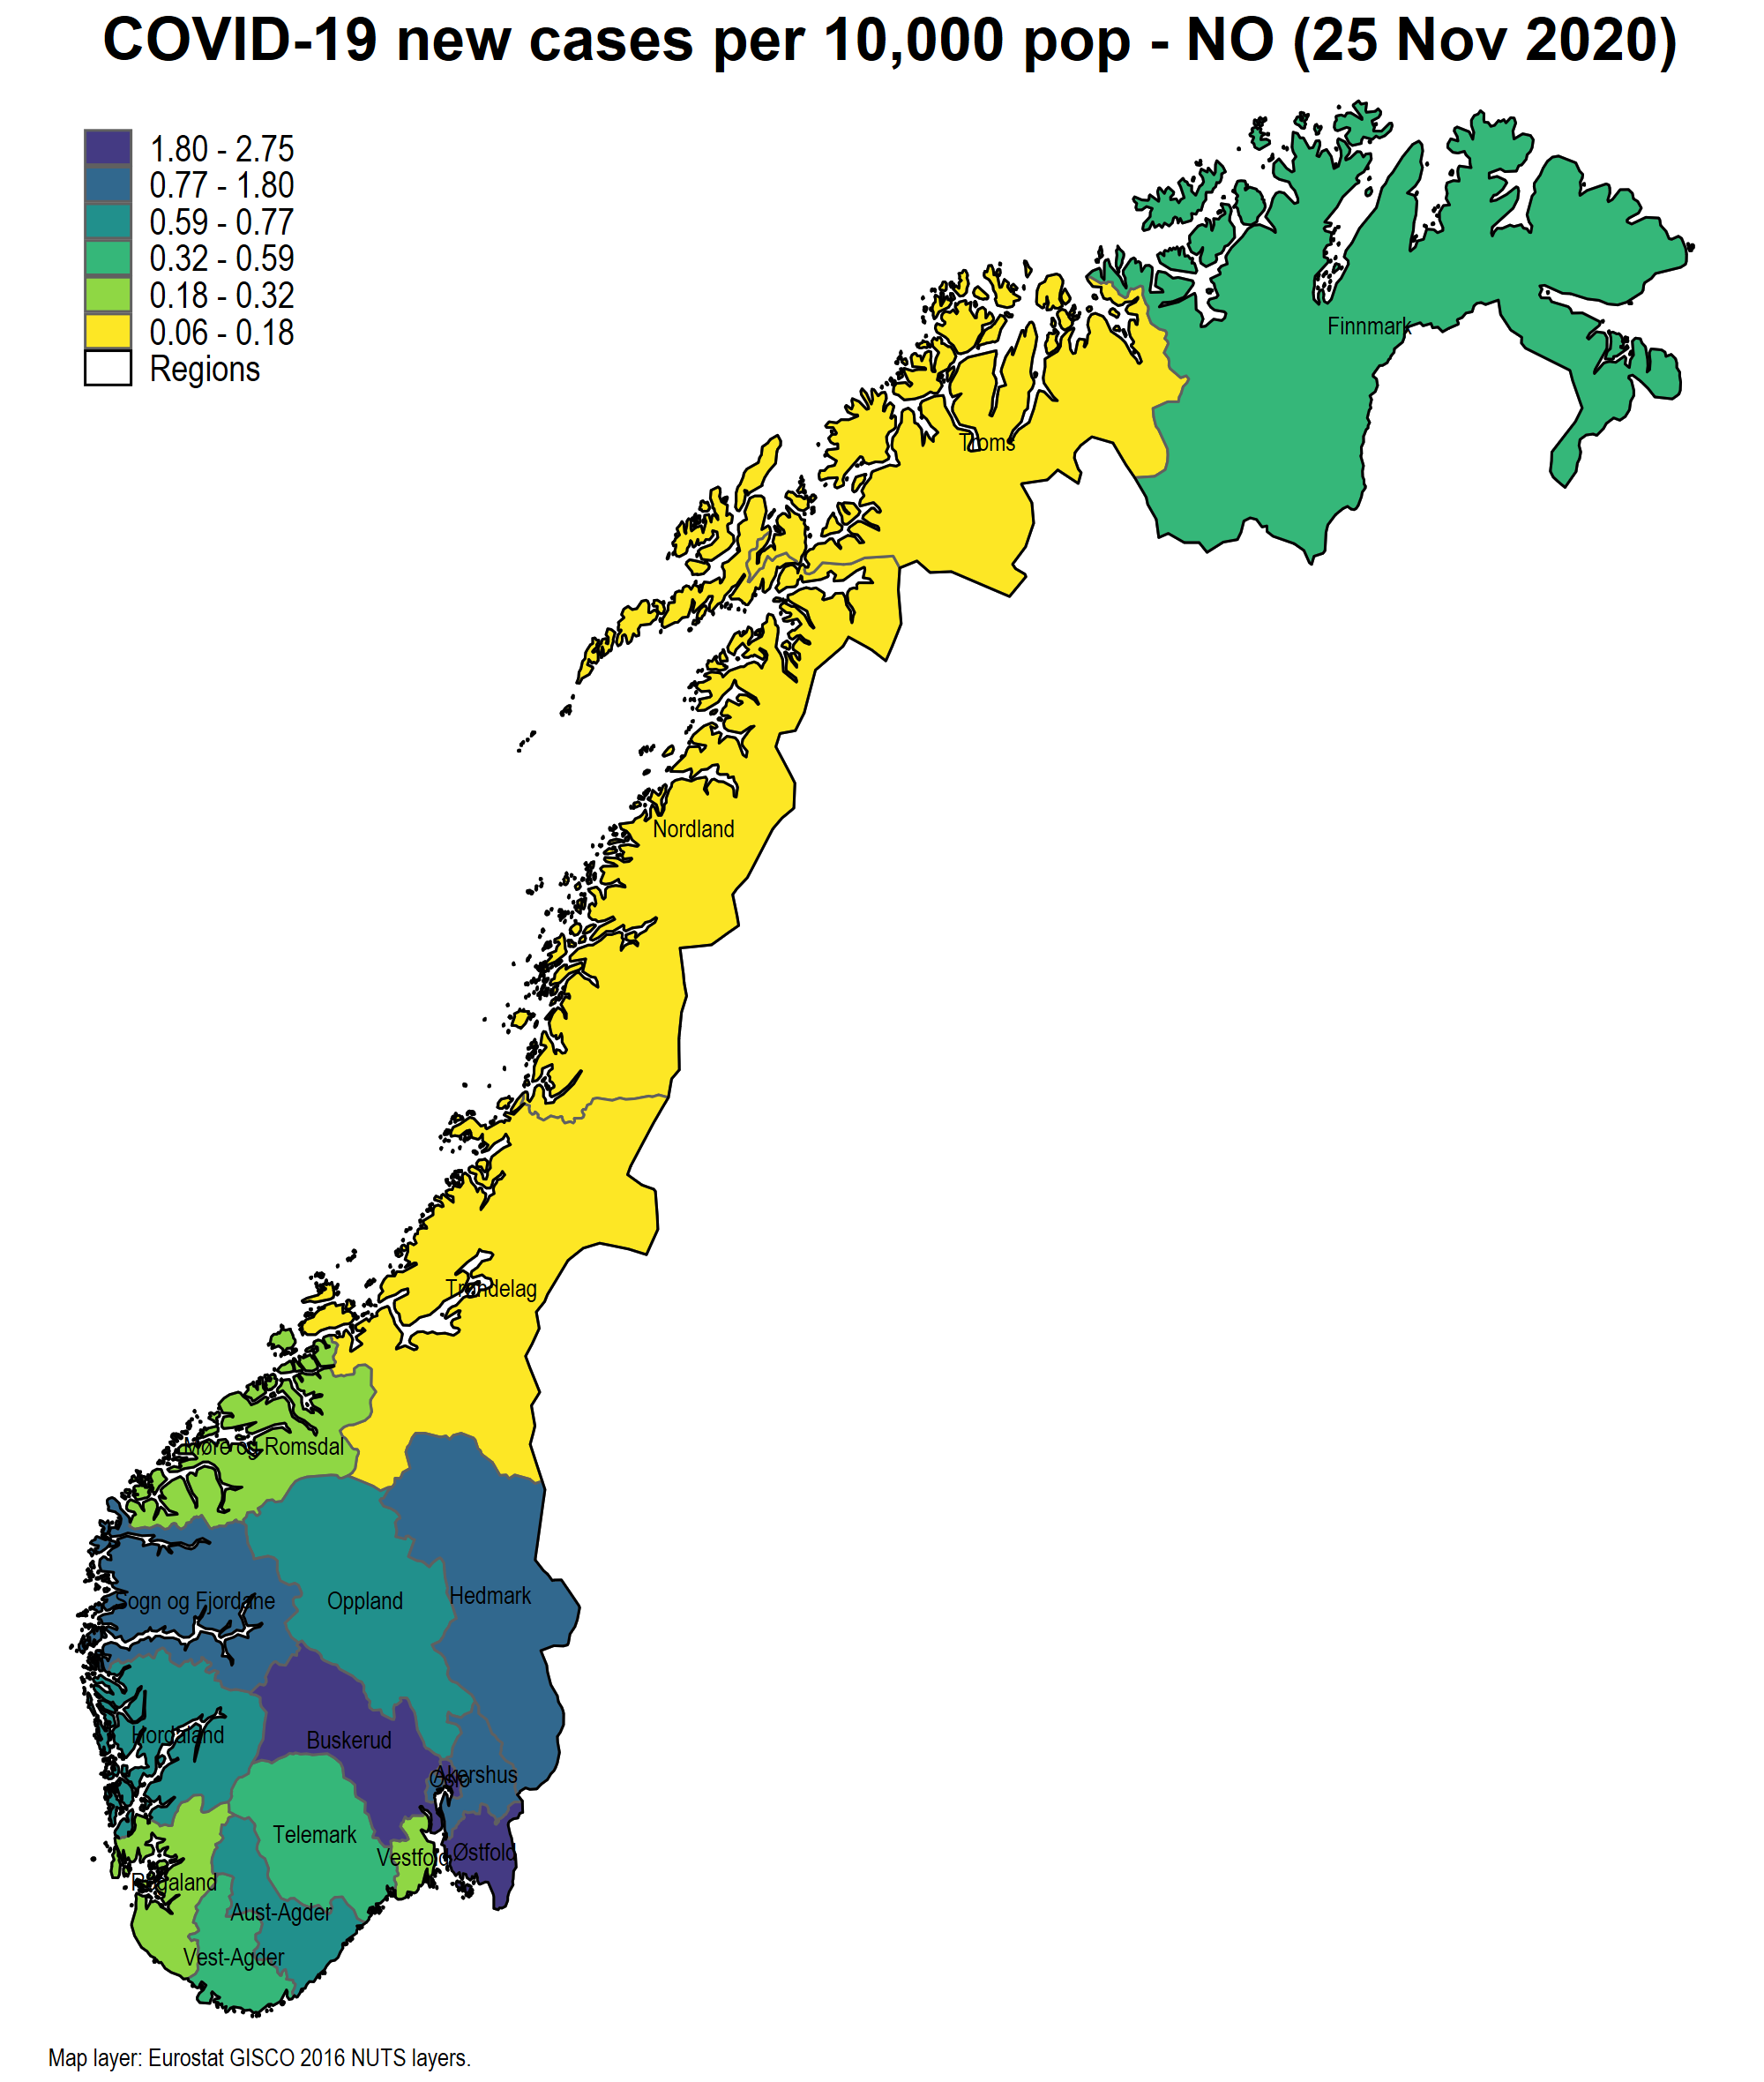 COVID-19 new cases per 10,000 pop - NO (25 Nov 2020)
1.80 - 2.75
0.77 - 1.80
0.59 - 0.77
0.32 - 0.59
0.18 - 0.32
0.06 - 0.18
Regions
Finnmark
Troms
Nordland
Trøndelag
Møre og Romsdal
Sogn og Fjordane
Oppland
Hedmark
Hordaland
Buskerud
Oslo
Akershus
Telemark
Vestfold
Østfold
Rogaland
Aust-Agder
Vest-Agder
Map layer: Eurostat GISCO 2016 NUTS layers.